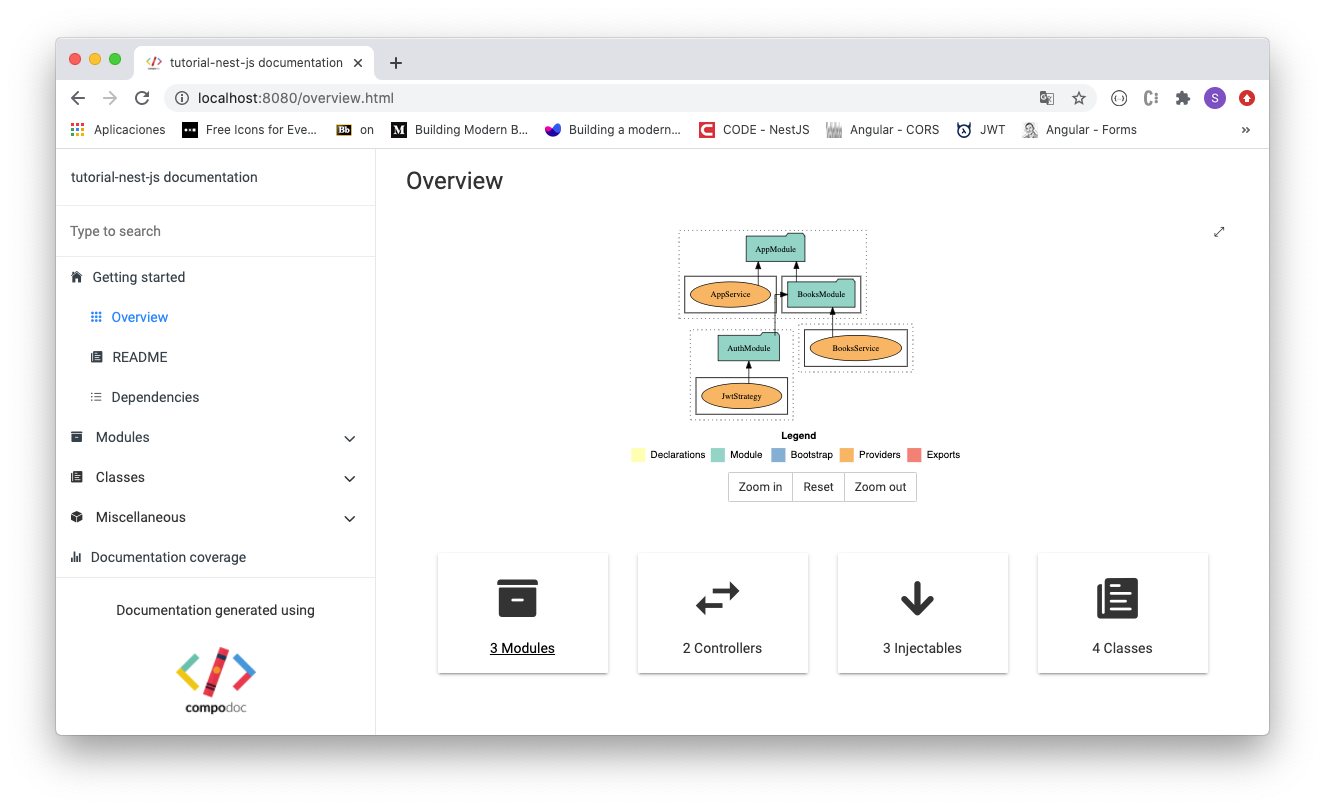 tutorial-nest-js documentation
localhost:8080/overview.html
S
Aplicaciones
Free Icons for Eve...
Bb on
M Building Modern B...
Building a modern...
CODE - NestJS
Angular - CORS
JWT
Angular - Forms
tutorial-nest-js documentation
Type to search
Getting started
Overview
README
Dependencies
Modules
Classes
Miscellaneous
Documentation coverage
Documentation generated using
compodoc
Overview
AppModule
AppService
BooksModule
AuthModule
BooksService
JwtStrategy
Legend
Declarations Module Bootstrap Providers Exports
Zoom in Reset Zoom out
3 Modules
2 Controllers
3 Injectables
4 Classes